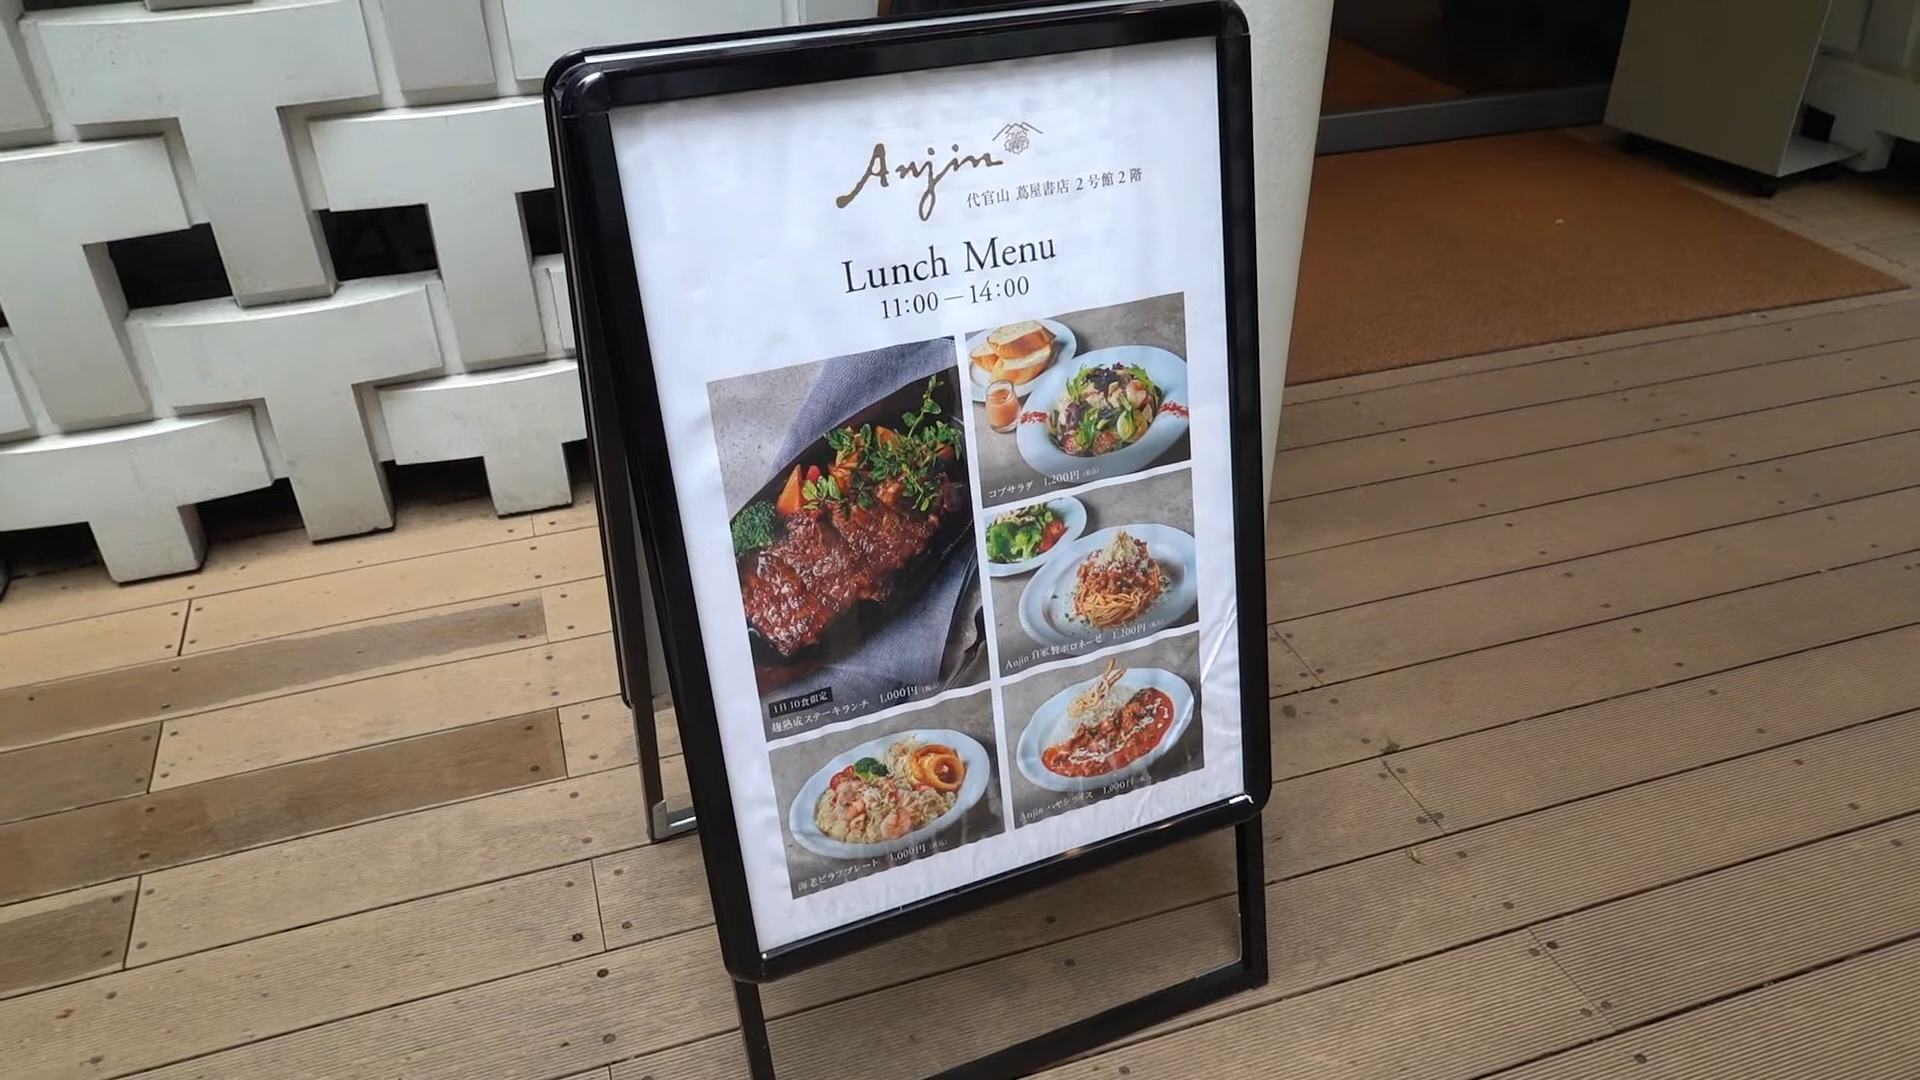 Anjin
代官山 蔦屋書店 2号館2階
Lunch Menu
11:00－14:00
1日10食限定
麹熟成ステーキランチ 1,000円（税込）
コブサラダ 1,200円（税込）
Anjin 自家製ボロネーゼ 1,200円（税込）
海老ピラフプレート 1,000円（税込）
Anjin ハヤシライス 1,000円（税込）